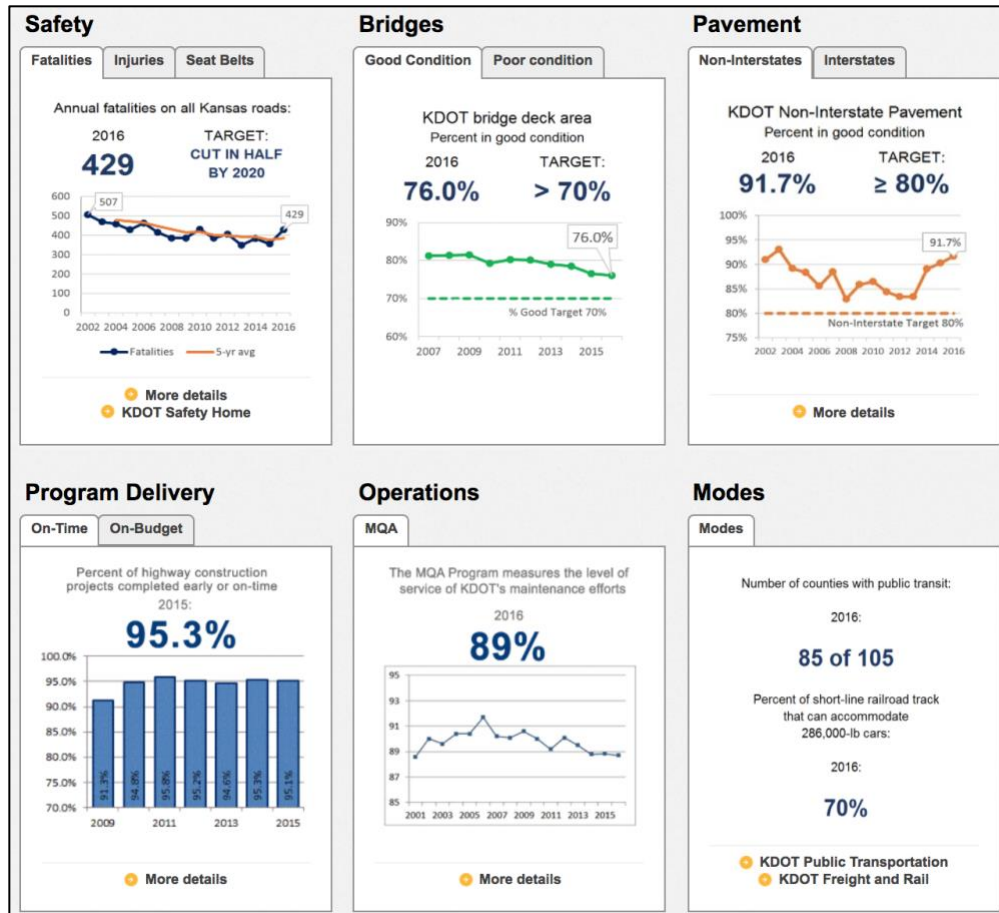 Safety
Fatalities
Injuries
Seat Belts
Annual fatalities on all Kansas roads:
2016
429
TARGET:
CUT IN HALF
BY 2020
600
500
400
300
200
100
0
507
429
2002 2004 2006 2008 2010 2012 2014 2016
Fatalities
5-yr avg
More details
KDOT Safety Home
Bridges
Good Condition
Poor condition
KDOT bridge deck area
Percent in good condition
2016
76.0%
TARGET:
> 70%
90%
80%
70%
60%
76.0%
% Good Target 70%
2007 2009 2011 2013 2015
Pavement
Non-Interstates
Interstates
KDOT Non-Interstate Pavement
Percent in good condition
2016
91.7%
TARGET:
≥ 80%
100%
95%
90%
85%
80%
75%
91.7%
Non-Interstate Target 80%
2002 2004 2006 2008 2010 2012 2014 2016
More details
Program Delivery
On-Time
On-Budget
Percent of highway construction
projects completed early or on-time
2015:
95.3%
100.0%
95.0%
90.0%
85.0%
80.0%
75.0%
70.0%
91.3%
94.8%
95.8%
95.2%
94.6%
95.3%
95.1%
2009 2011 2013 2015
More details
Operations
MQA
The MQA Program measures the level of
service of KDOT's maintenance efforts
2016
89%
95
93
91
89
87
85
2001 2003 2005 2007 2009 2011 2013 2015
More details
Modes
Modes
Number of counties with public transit:
2016:
85 of 105
Percent of short-line railroad track
that can accommodate
286,000-lb cars:
2016:
70%
KDOT Public Transportation
KDOT Freight and Rail